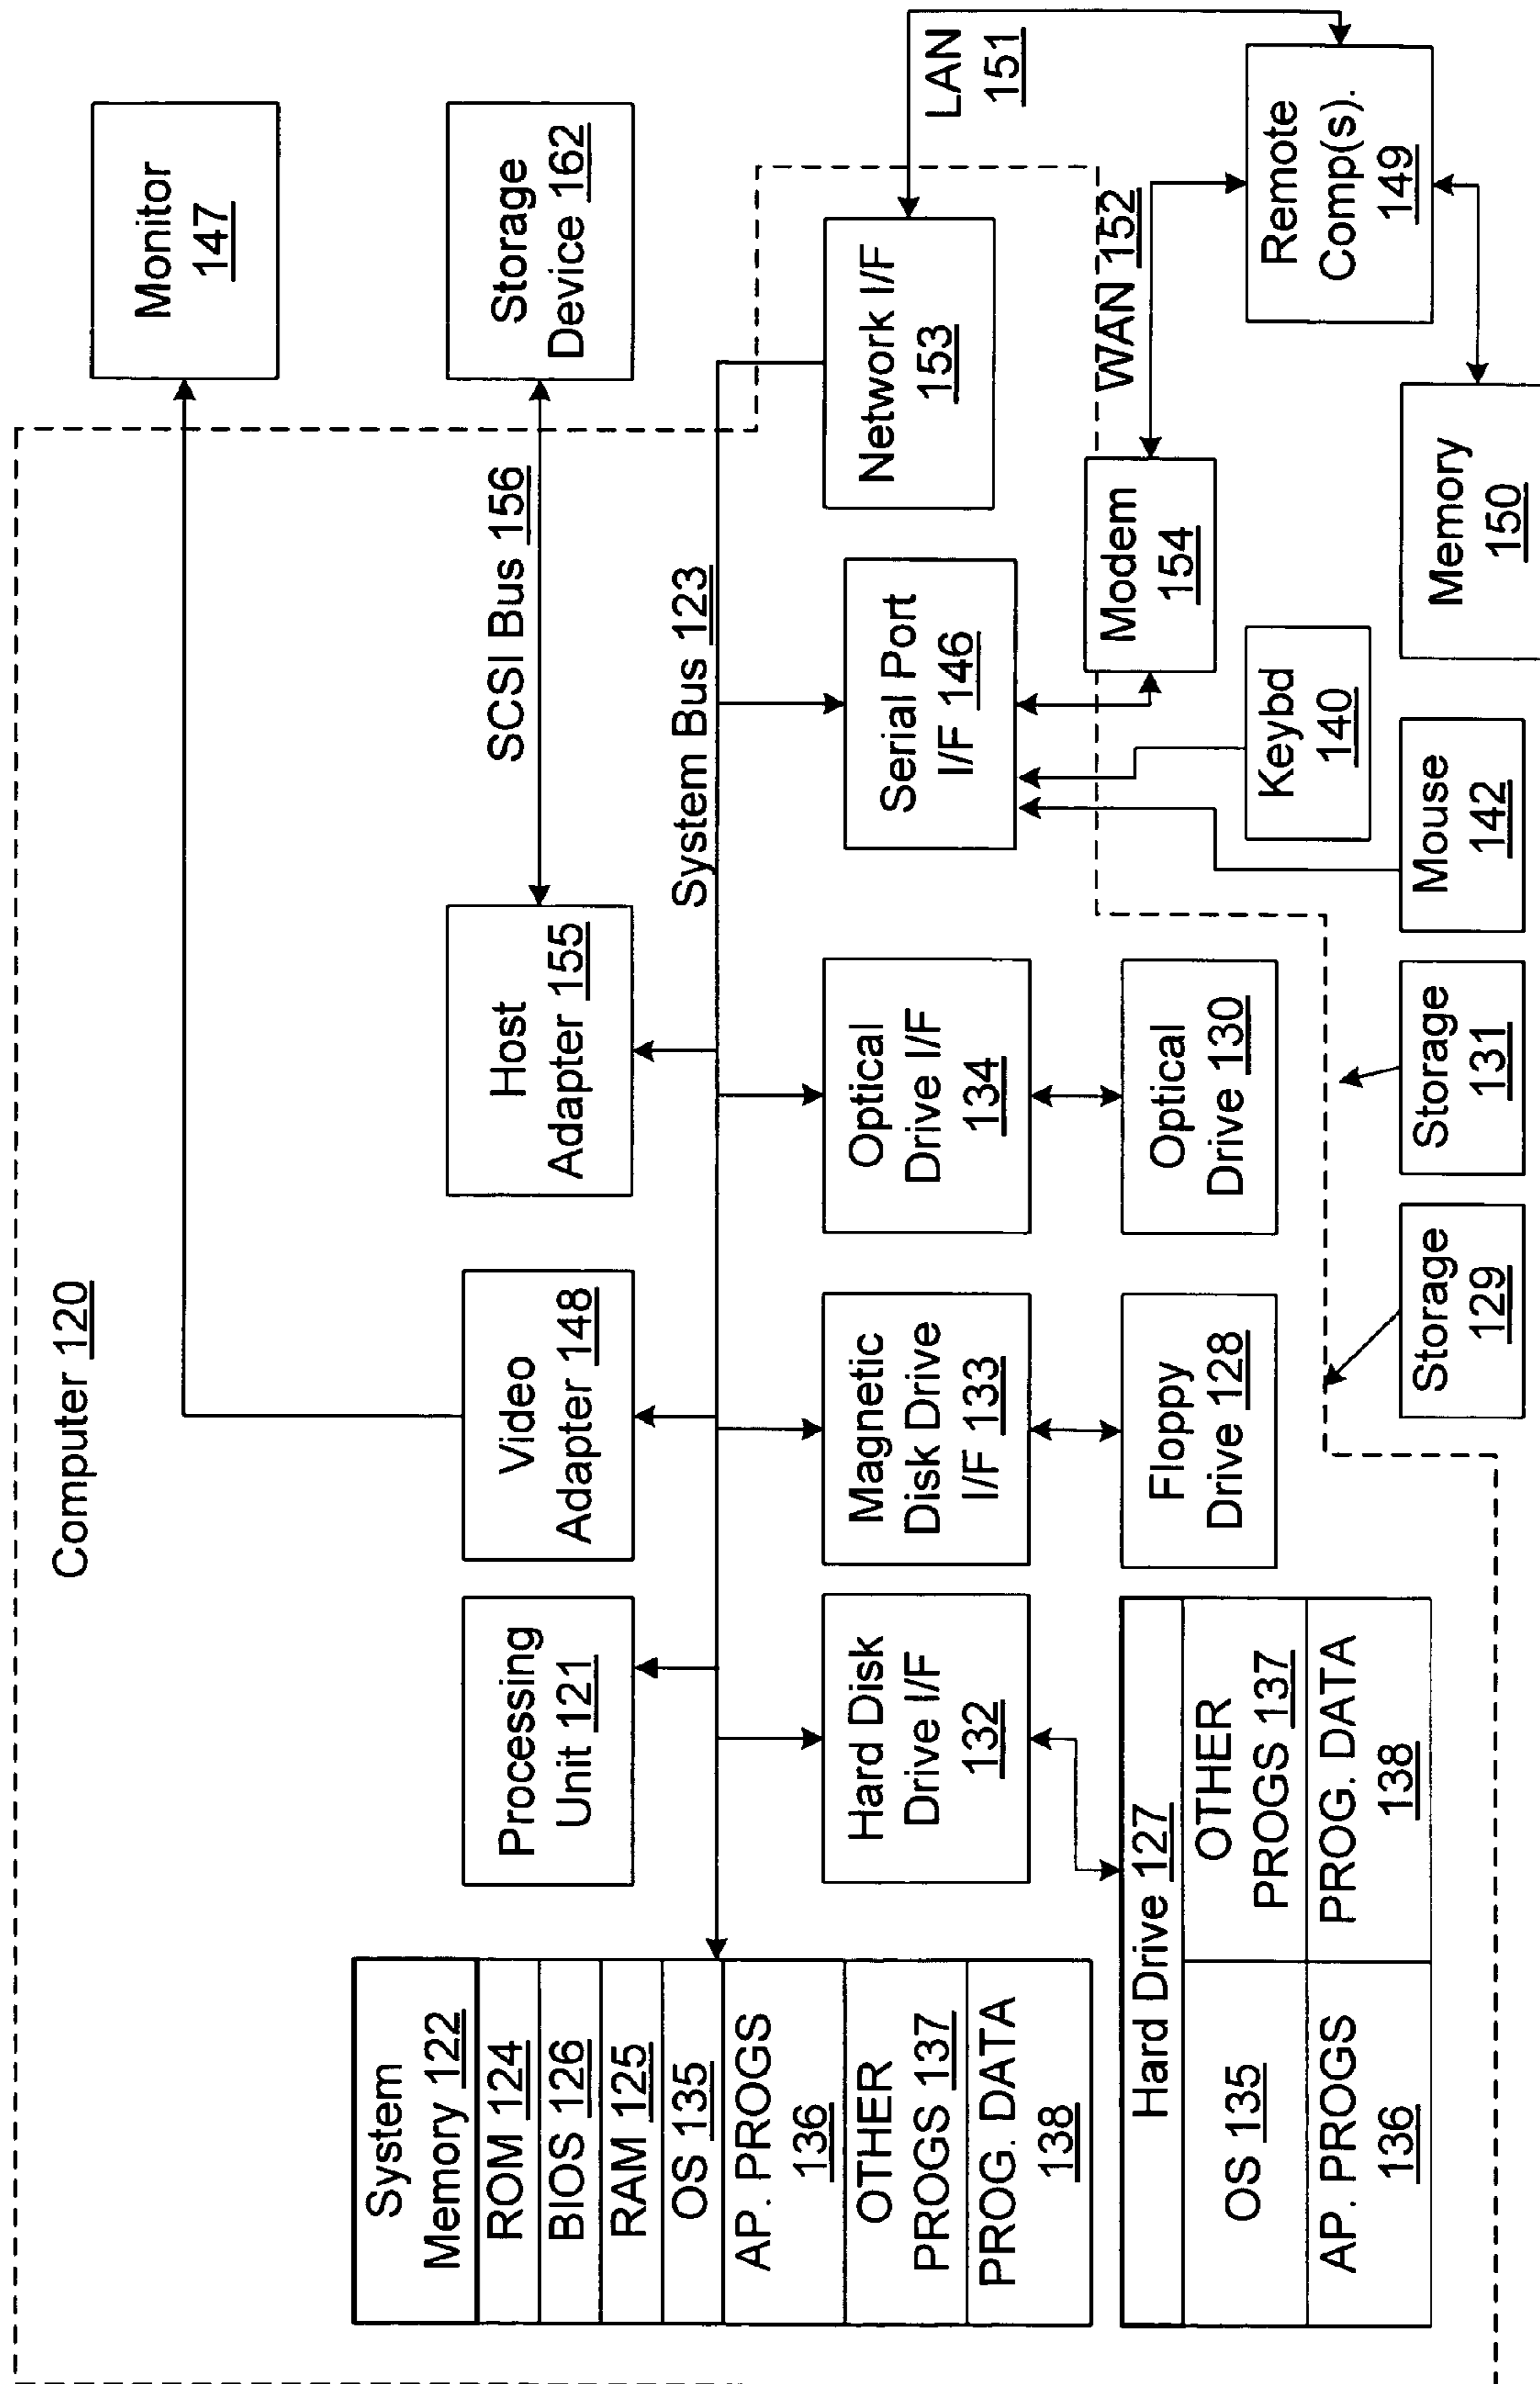 Computer 120
Monitor
147
System
Memory 122
ROM 124
BIOS 126
RAM 125
OS 135
AP. PROGS
136
OTHER
PROGS 137
PROG. DATA
138
Processing
Unit 121
Video
Adapter 148
Host
Adapter 155
SCSI Bus 156
Storage
Device 162
System Bus 123
Hard Disk
Drive I/F
132
Magnetic
Disk Drive
I/F 133
Optical
Drive I/F
134
Serial Port
I/F 146
Network I/F
153
LAN
151
Hard Drive 127
OS 135
OTHER
PROGS 137
AP. PROGS
136
PROG. DATA
138
Floppy
Drive 128
Optical
Drive 130
Modem
154
WAN 152
Remote
Comp(s).
149
Keybd
140
Storage
129
Storage
131
Mouse
142
Memory
150